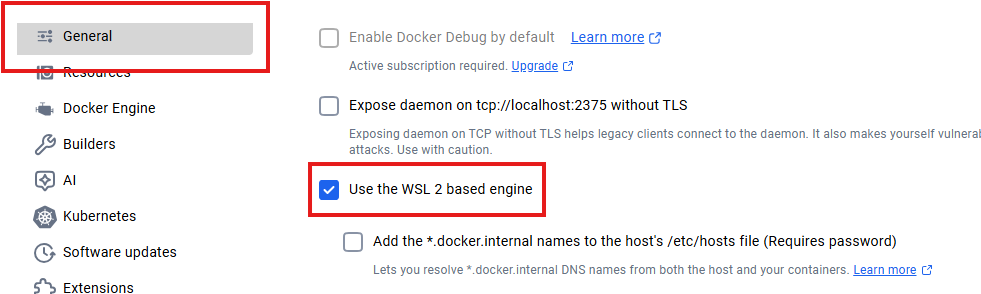 General
Resources
Docker Engine
Builders
AI
Kubernetes
Software updates
Extensions
Enable Docker Debug by default Learn more
Active subscription required. Upgrade
Expose daemon on tcp://localhost:2375 without TLS
Exposing daemon on TCP without TLS helps legacy clients connect to the daemon. It also makes yourself
attacks. Use with caution.
Use the WSL 2 based engine
Add the *.docker.internal names to the host's /etc/hosts file (Requires password)
Lets you resolve *.docker.internal DNS names from both the host and your containers. Learn more